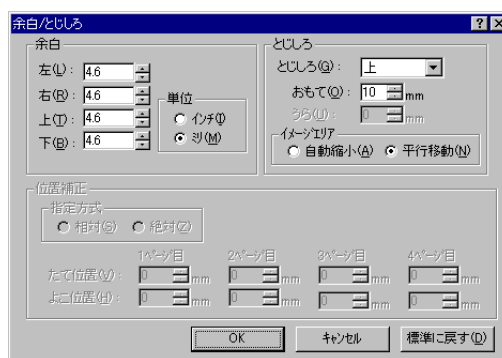 余白/とじしろ
余白
左(L): 4.6
右(R): 4.6
上(T): 4.6
下(B): 4.6
単位
インチ(I)
ミリ(M)
とじしろ
とじしろ(G): 上
おもて(O): 10 mm
うら(U): 0 mm
イメージエリア
自動縮小(A) 平行移動(N)
位置補正
指定方式
相対(S) 絶対(Z)
1ページ目 2ページ目 3ページ目 4ページ目
たて位置(V): 0 mm 0 mm 0 mm 0 mm
よこ位置(H): 0 mm 0 mm 0 mm 0 mm
OK キャンセル 標準に戻す(D)